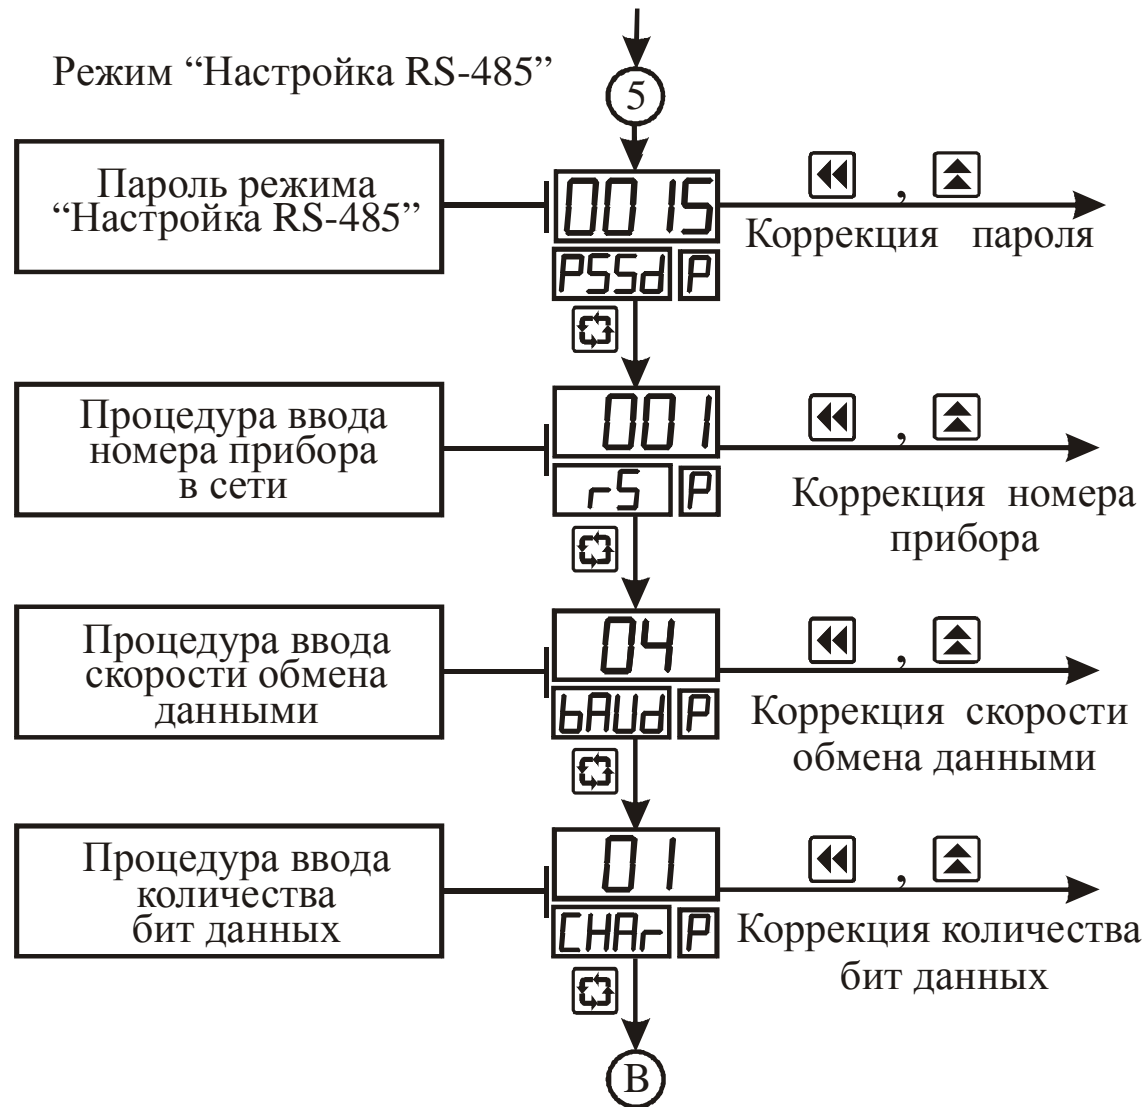 Режим “Настройка RS-485”
5
Пароль режима
“Настройка RS-485”
0015
PSSd P
,
Коррекция пароля
Процедура ввода
номера прибора
в сети
001
rS P
,
Коррекция номера
прибора
Процедура ввода
скорости обмена
данными
04
bAUd P
,
Коррекция скорости
обмена данными
Процедура ввода
количества
бит данных
01
CHAr P
,
Коррекция количества
бит данных
В